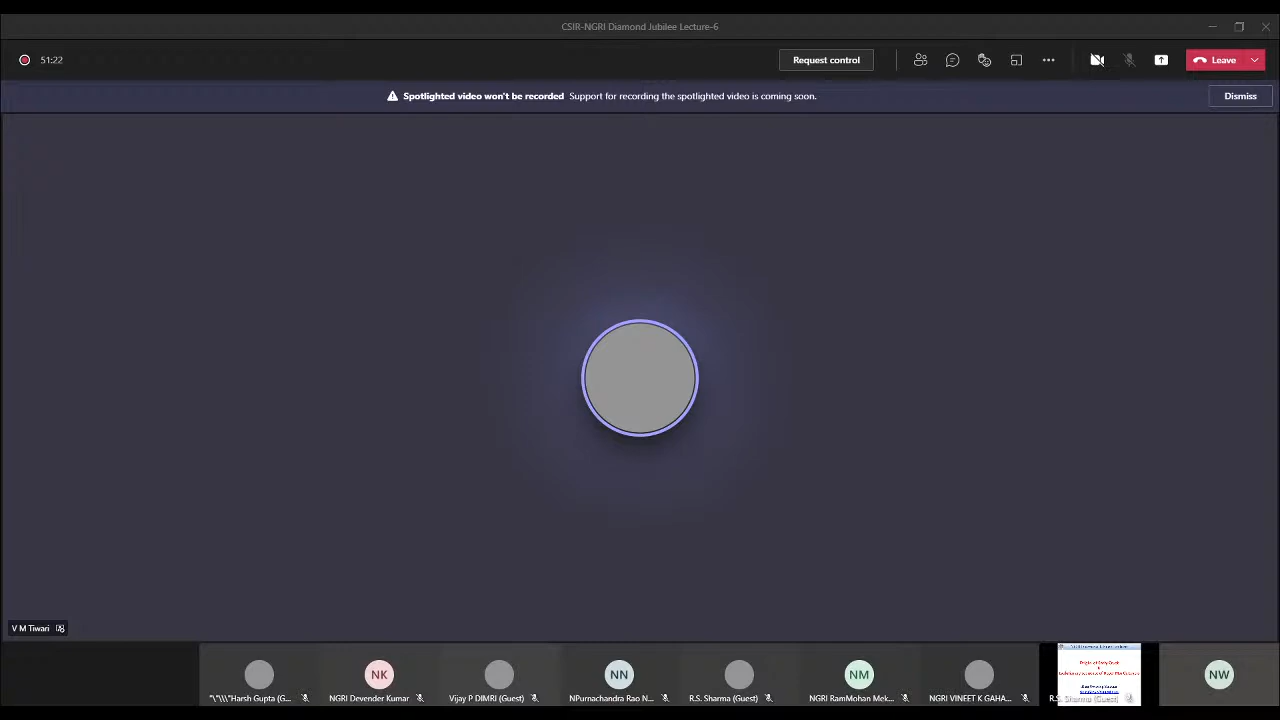 CSIR-NGRI Diamond Jubilee Lecture-6
51:22
Request control
Leave
Spotlighted video won't be recorded Support for recording the spotlighted video is coming soon.
Dismiss
V M Tiwari
"\"\\\Harsh Gupta (G...
NK
NGRI Devender Kumar
Vijay P DIMRI (Guest)
NN
NPurnachandra Rao N...
R.S. Sharma (Guest)
NM
NGRI RamMohan Mek...
NGRI VINEET K GAHA...
R.S. Sharma (Guest)
NW